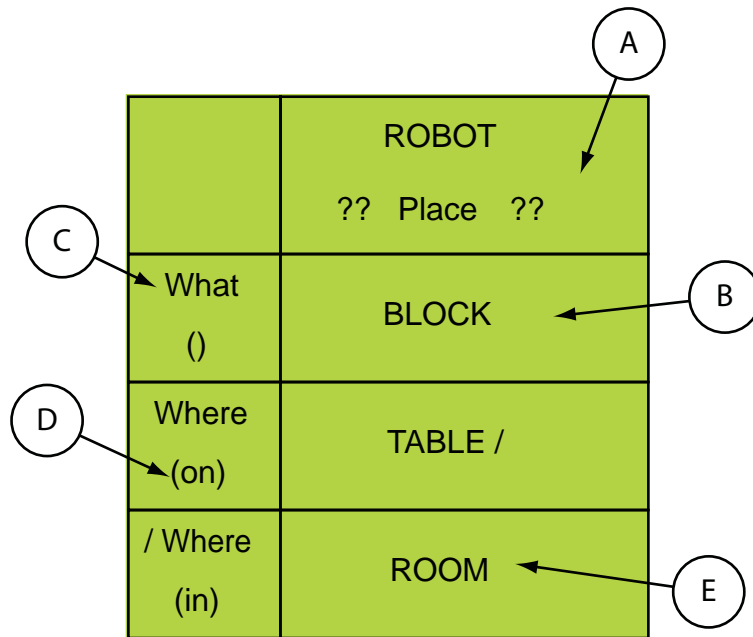 A
ROBOT
?? Place ??
C
What
()
BLOCK
B
D
Where
(on)
TABLE /
/ Where
(in)
ROOM
E